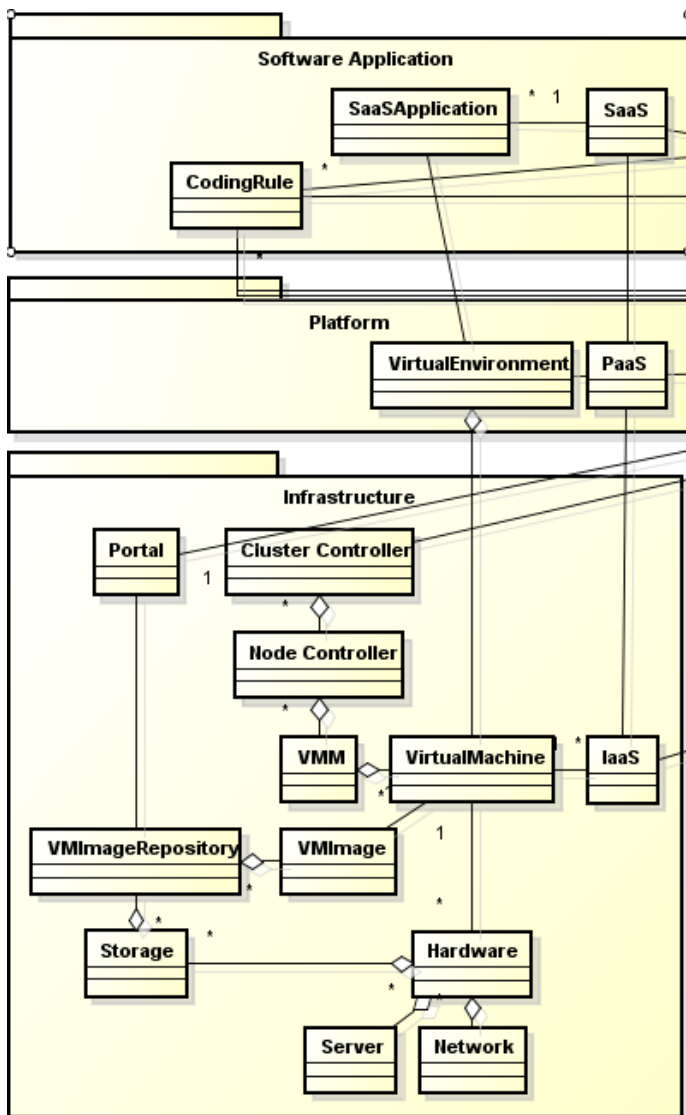 Software Application
SaaSApplication
* 1
SaaS
CodingRule
*
*
Platform
VirtualEnvironment
PaaS
Infrastructure
Portal
1
Cluster Controller
*
Node Controller
*
VMM
VirtualMachine
*
IaaS
*
VMImageRepository
VMImage
1
*
*
*
*
Storage
Hardware
*
*
Server
Network